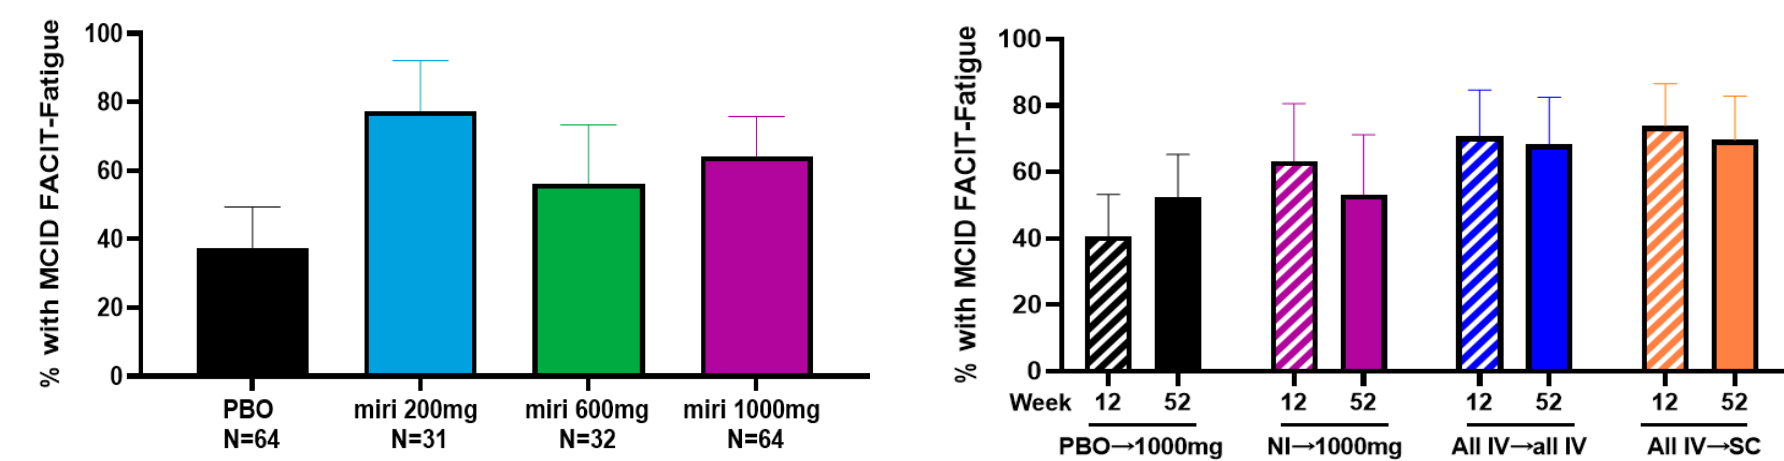 % with MCID FACIT-Fatigue
100
80
60
40
20
0
PBO miri 200mg miri 600mg miri 1000mg
N=64 N=31 N=32 N=64
% with MCID FACIT-Fatigue
100
80
60
40
20
0
Week 12 52 12 52 12 52 12 52
PBO→1000mg NI→1000mg All IV→all IV All IV→SC